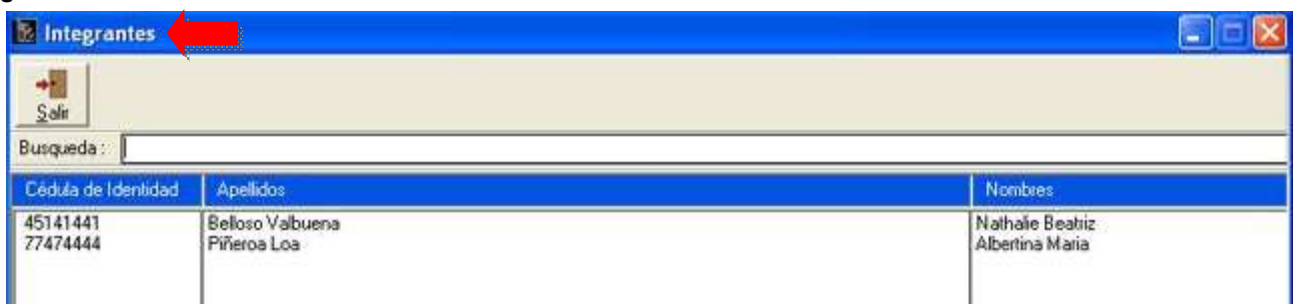 Integrantes
Salir
Busqueda :
Cédula de Identidad Apellidos Nombres
45141441 Belloso Valbuena Nathalie Beatriz
77474444 Piñeroa Loa Albertina Maria